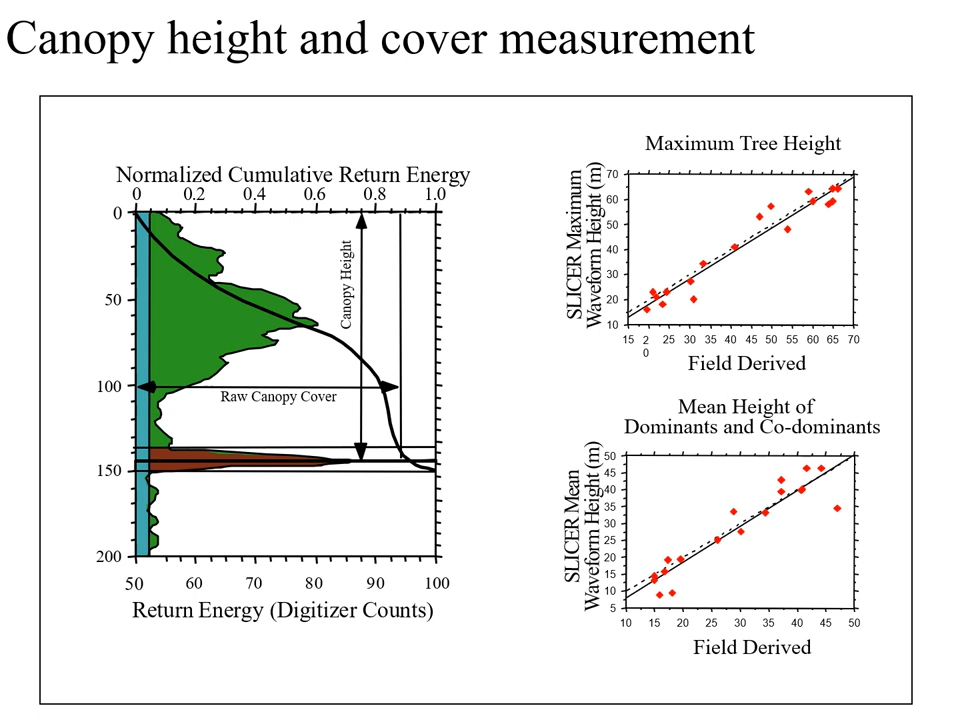 Canopy height and cover measurement
Normalized Cumulative Return Energy
0 0.2 0.4 0.6 0.8 1.0
0
50
100
150
200
Canopy Height
Raw Canopy Cover
50 60 70 80 90 100
Return Energy (Digitizer Counts)
Maximum Tree Height
SLICER Maximum
Waveform Height (m)
70
60
50
40
30
20
10
15 20 25 30 35 40 45 50 55 60 65 70
Field Derived
Mean Height of
Dominants and Co-dominants
SLICER Mean
Waveform Height (m)
50
45
40
35
30
25
20
15
10
5
10 15 20 25 30 35 40 45 50
Field Derived